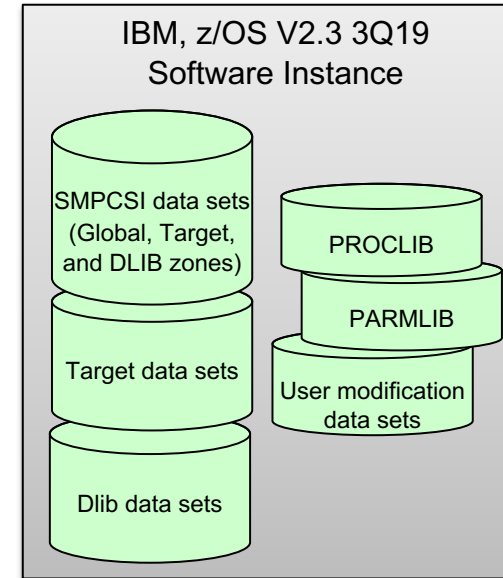 IBM, z/OS V2.3 3Q19
Software Instance
SMPCSI data sets
(Global, Target,
and DLIB zones)
Target data sets
Dlib data sets
PROCLIB
PARMLIB
User modification
data sets